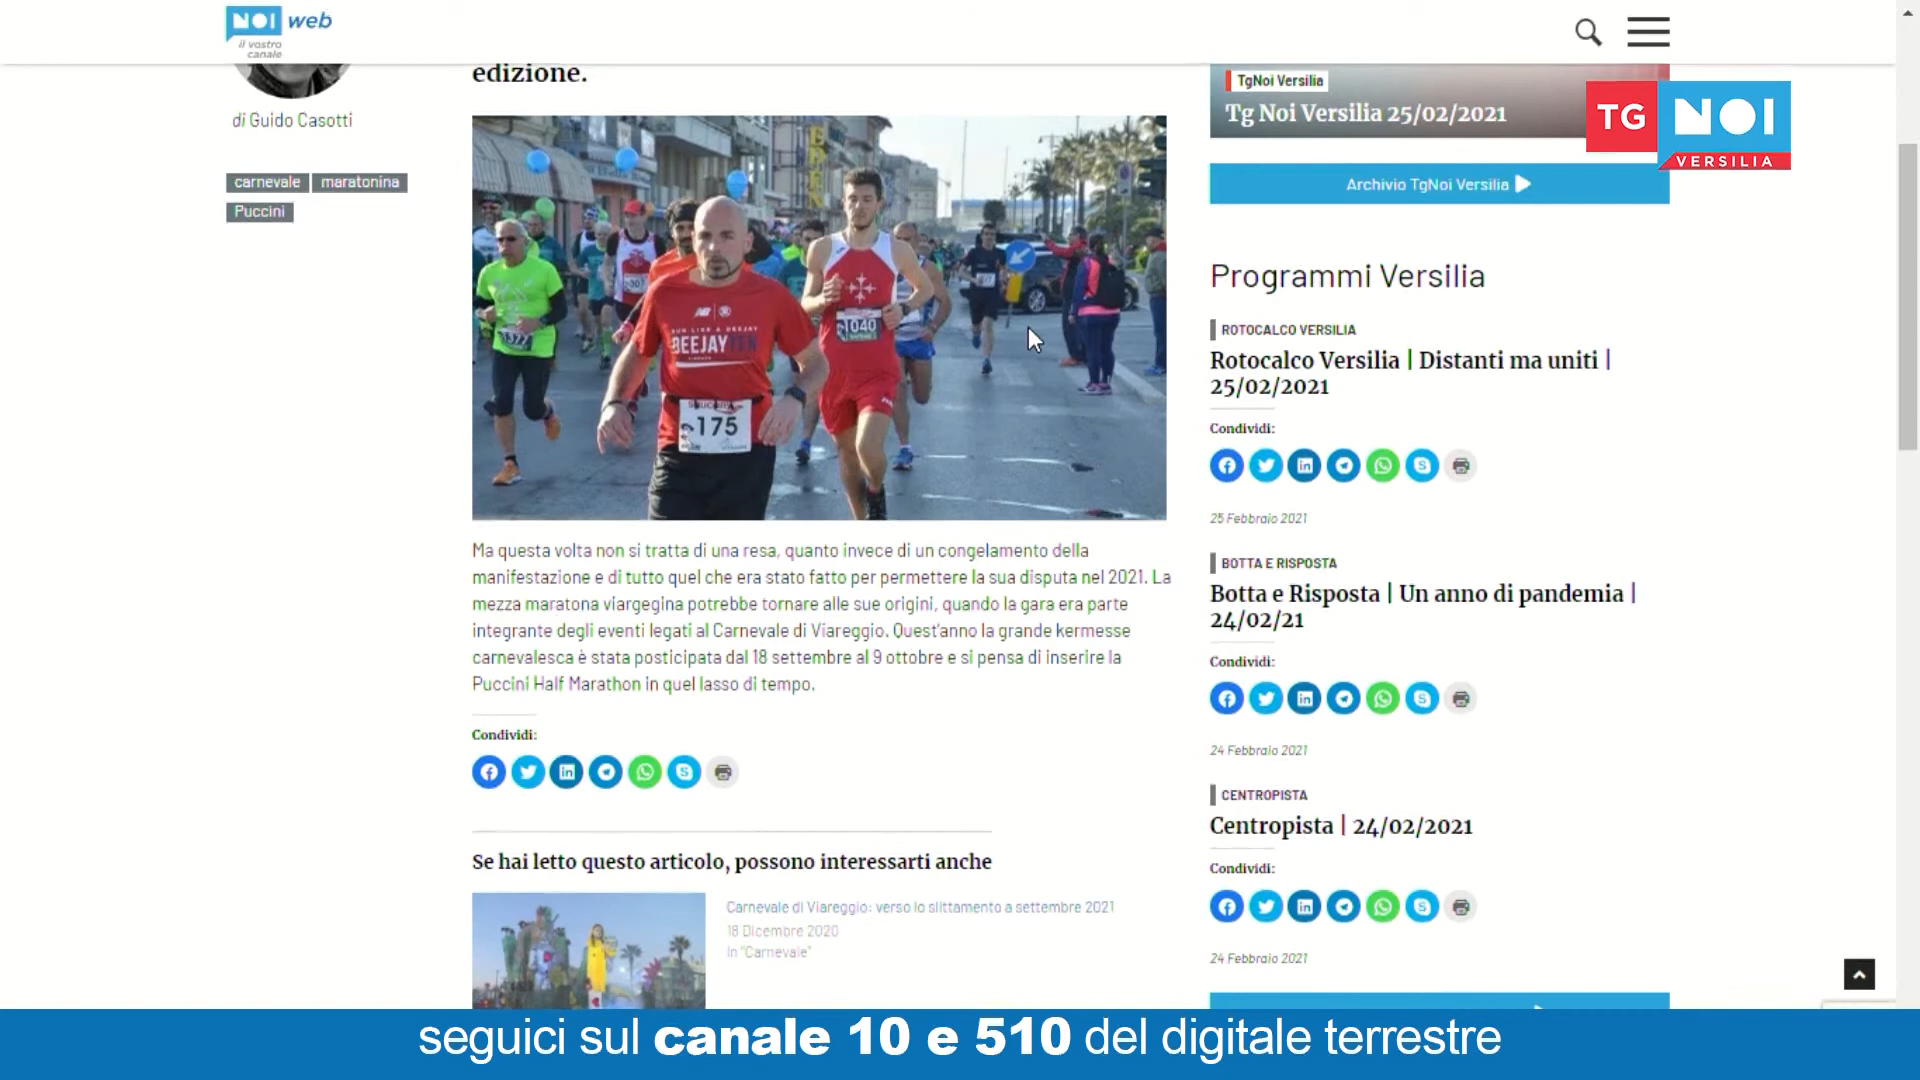 NOI web
il vostro
canale
edizione.
di Guido Casotti
carnevale maratonina
Puccini
EDEN
1377
301
RUN LIKE A DEEJAY
DEEJAY TEN
175
1040
Ma questa volta non si tratta di una resa, quanto invece di un congelamento della
manifestazione e di tutto quel che era stato fatto per permettere la sua disputa nel 2021. La
mezza maratona viargegina potrebbe tornare alle sue origini, quando la gara era parte
integrante degli eventi legati al Carnevale di Viareggio. Quest'anno la grande kermesse
carnevalesca è stata posticipata dal 18 settembre al 9 ottobre e si pensa di inserire la
Puccini Half Marathon in quel lasso di tempo.
Condividi:
Se hai letto questo articolo, possono interessarti anche
Carnevale di Viareggio: verso lo slittamento a settembre 2021
18 Dicembre 2020
In "Carnevale"
TgNoi Versilia
Tg Noi Versilia 25/02/2021
TG NOI
VERSILIA
Archivio TgNoi Versilia
Programmi Versilia
ROTOCALCO VERSILIA
Rotocalco Versilia | Distanti ma uniti |
25/02/2021
Condividi:
25 Febbraio 2021
BOTTA E RISPOSTA
Botta e Risposta | Un anno di pandemia |
24/02/21
Condividi:
24 Febbraio 2021
CENTROPISTA
Centropista | 24/02/2021
Condividi:
24 Febbraio 2021
seguici sul canale 10 e 510 del digitale terrestre